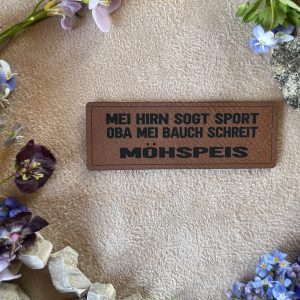 MEI HIRN SOGT SPORT
OBA MEI BAUCH SCHREIT
MÖHSPEIS